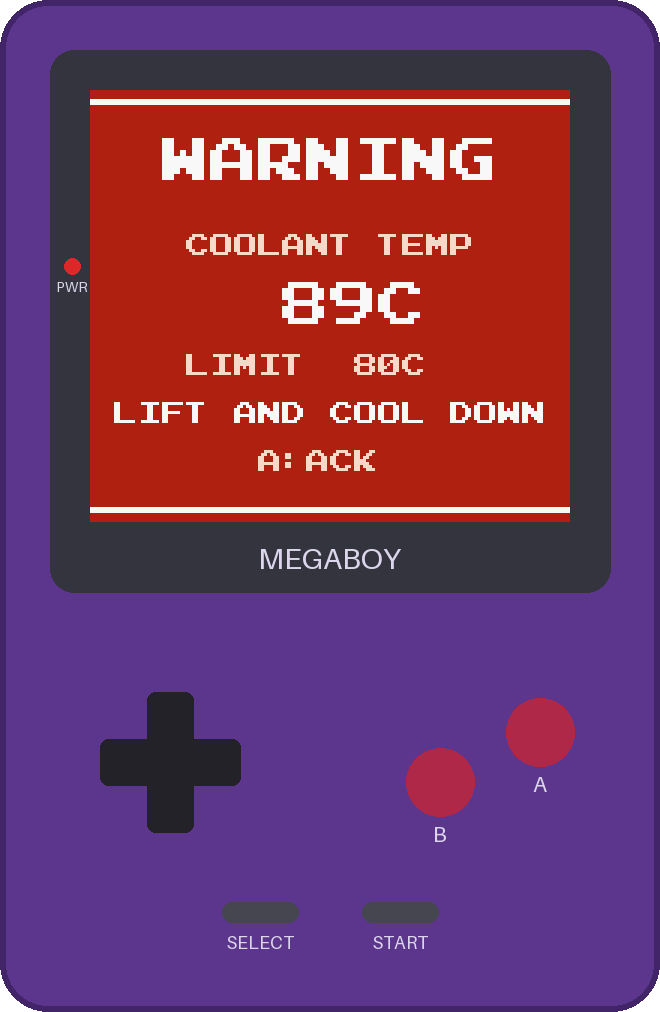 WARNING
COOLANT TEMP
89C
PWR
LIMIT 80C
LIFT AND COOL DOWN
A: ACK
MEGABOY
A
B
SELECT START